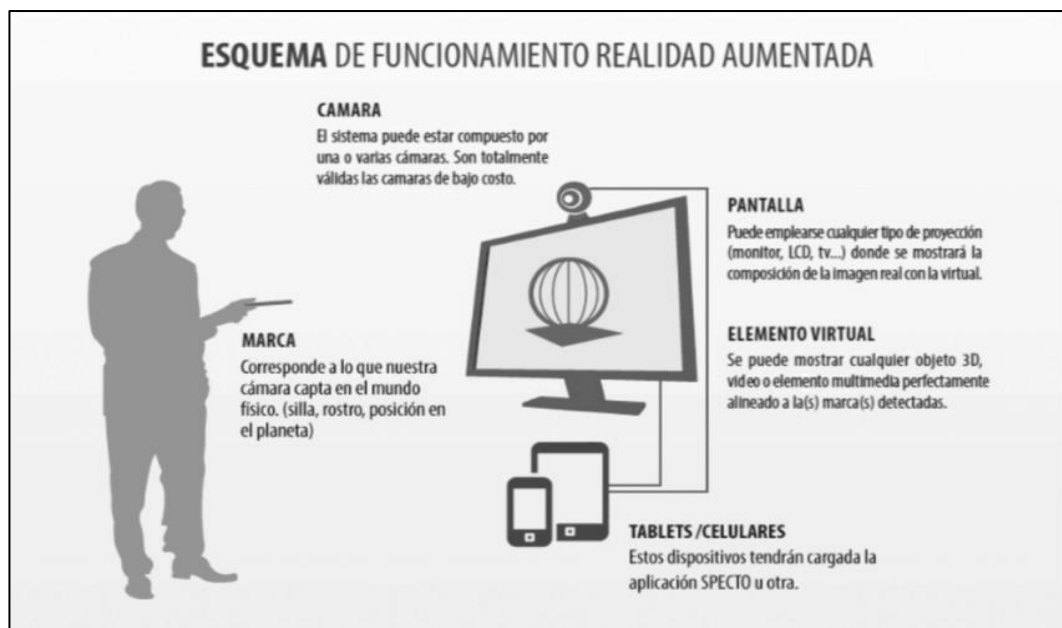 ESQUEMA DE FUNCIONAMIENTO REALIDAD AUMENTADA
CAMARA
El sistema puede estar compuesto por
una o varias cámaras. Son totalmente
válidas las camaras de bajo costo.
PANTALLA
Puede emplearse cualquier tipo de proyección
(monitor, LCD, tv...) donde se mostrará la
composición de la imagen real con la virtual.
MARCA
Corresponde a lo que nuestra
cámara capta en el mundo
físico. (silla, rostro, posición en
el planeta)
ELEMENTO VIRTUAL
Se puede mostrar cualquier objeto 3D,
video o elemento multimedia perfectamente
alineado a la(s) marca(s) detectadas.
TABLETS/CELULARES
Estos dispositivos tendrán cargada la
aplicación SPECTO u otra.